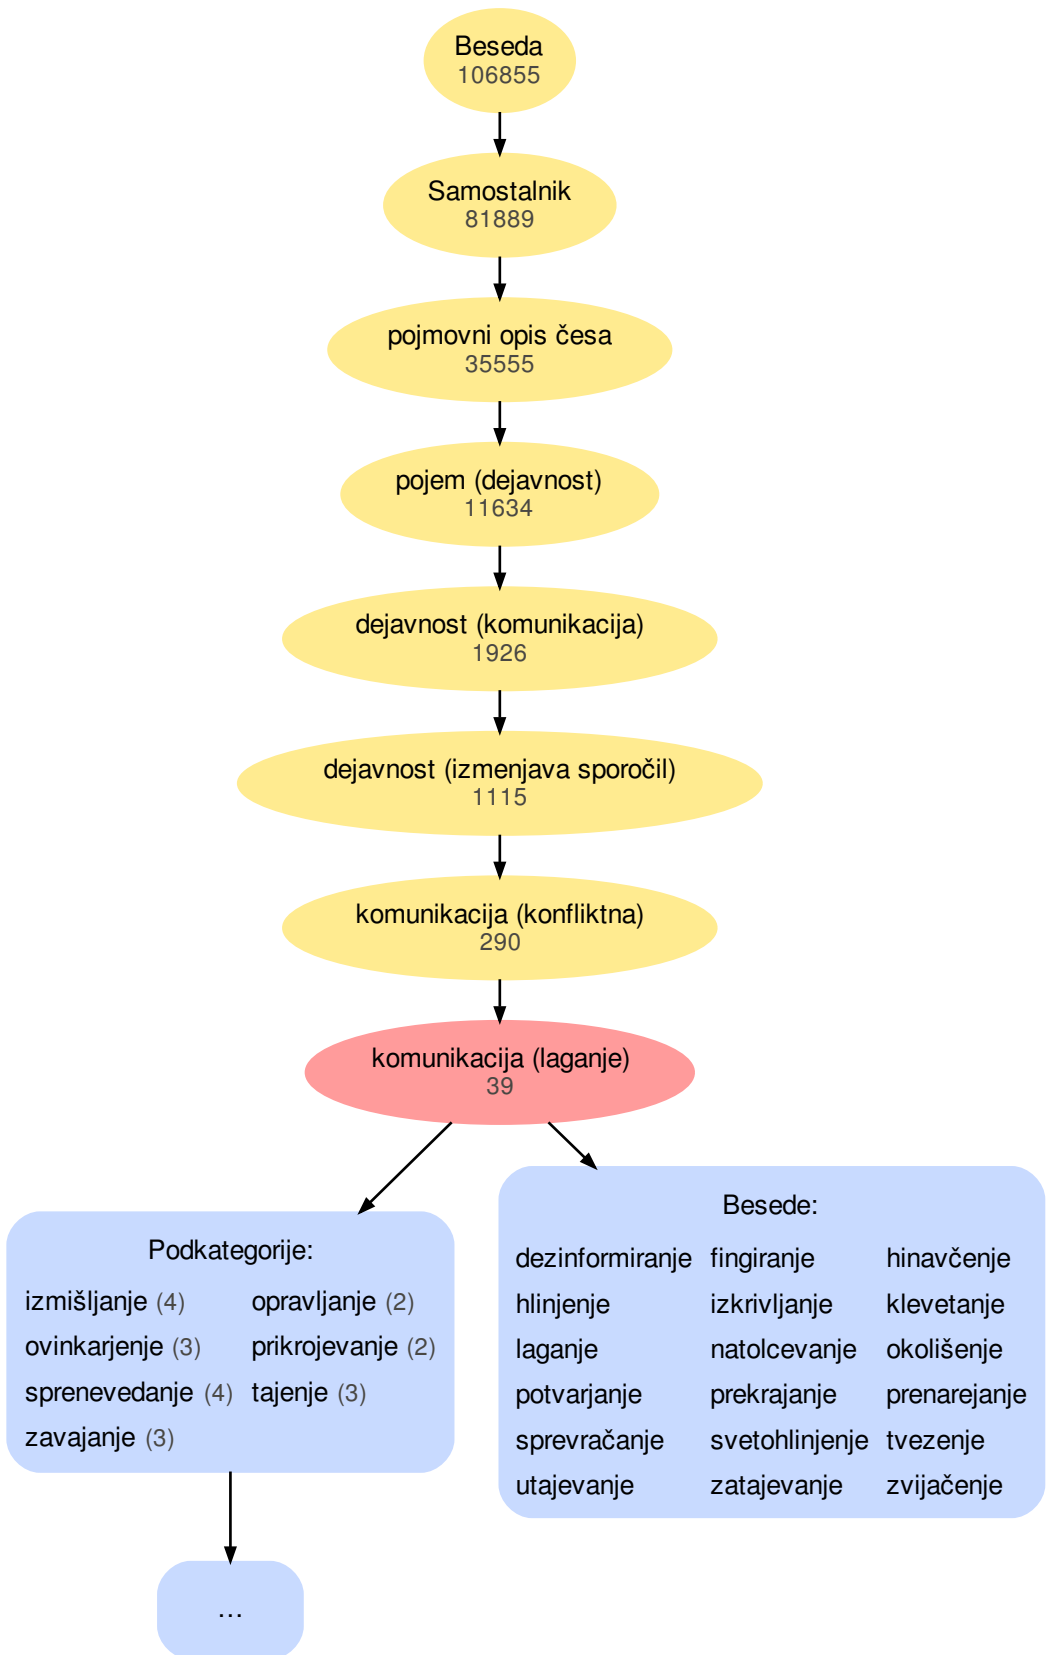 Beseda
106855
Samostalnik
81889
pojmovni opis česa
35555
pojem (dejavnost)
11634
dejavnost (komunikacija)
1926
dejavnost (izmenjava sporočil)
1115
komunikacija (konfliktna)
290
komunikacija (laganje)
39
Podkategorije:
izmišljanje (4) opravljanje (2)
ovinkarjenje (3) prikrojevanje (2)
sprenevedanje (4) tajenje (3)
zavajanje (3)
...
Besede:
dezinformiranje fingiranje hinavčenje
hlinjenje izkrivljanje klevetanje
laganje natolcevanje okolišenje
potvarjanje prekrajanje prenarejanje
sprevračanje svetohlinjenje tvezenje
utajevanje zatajevanje zvijačenje